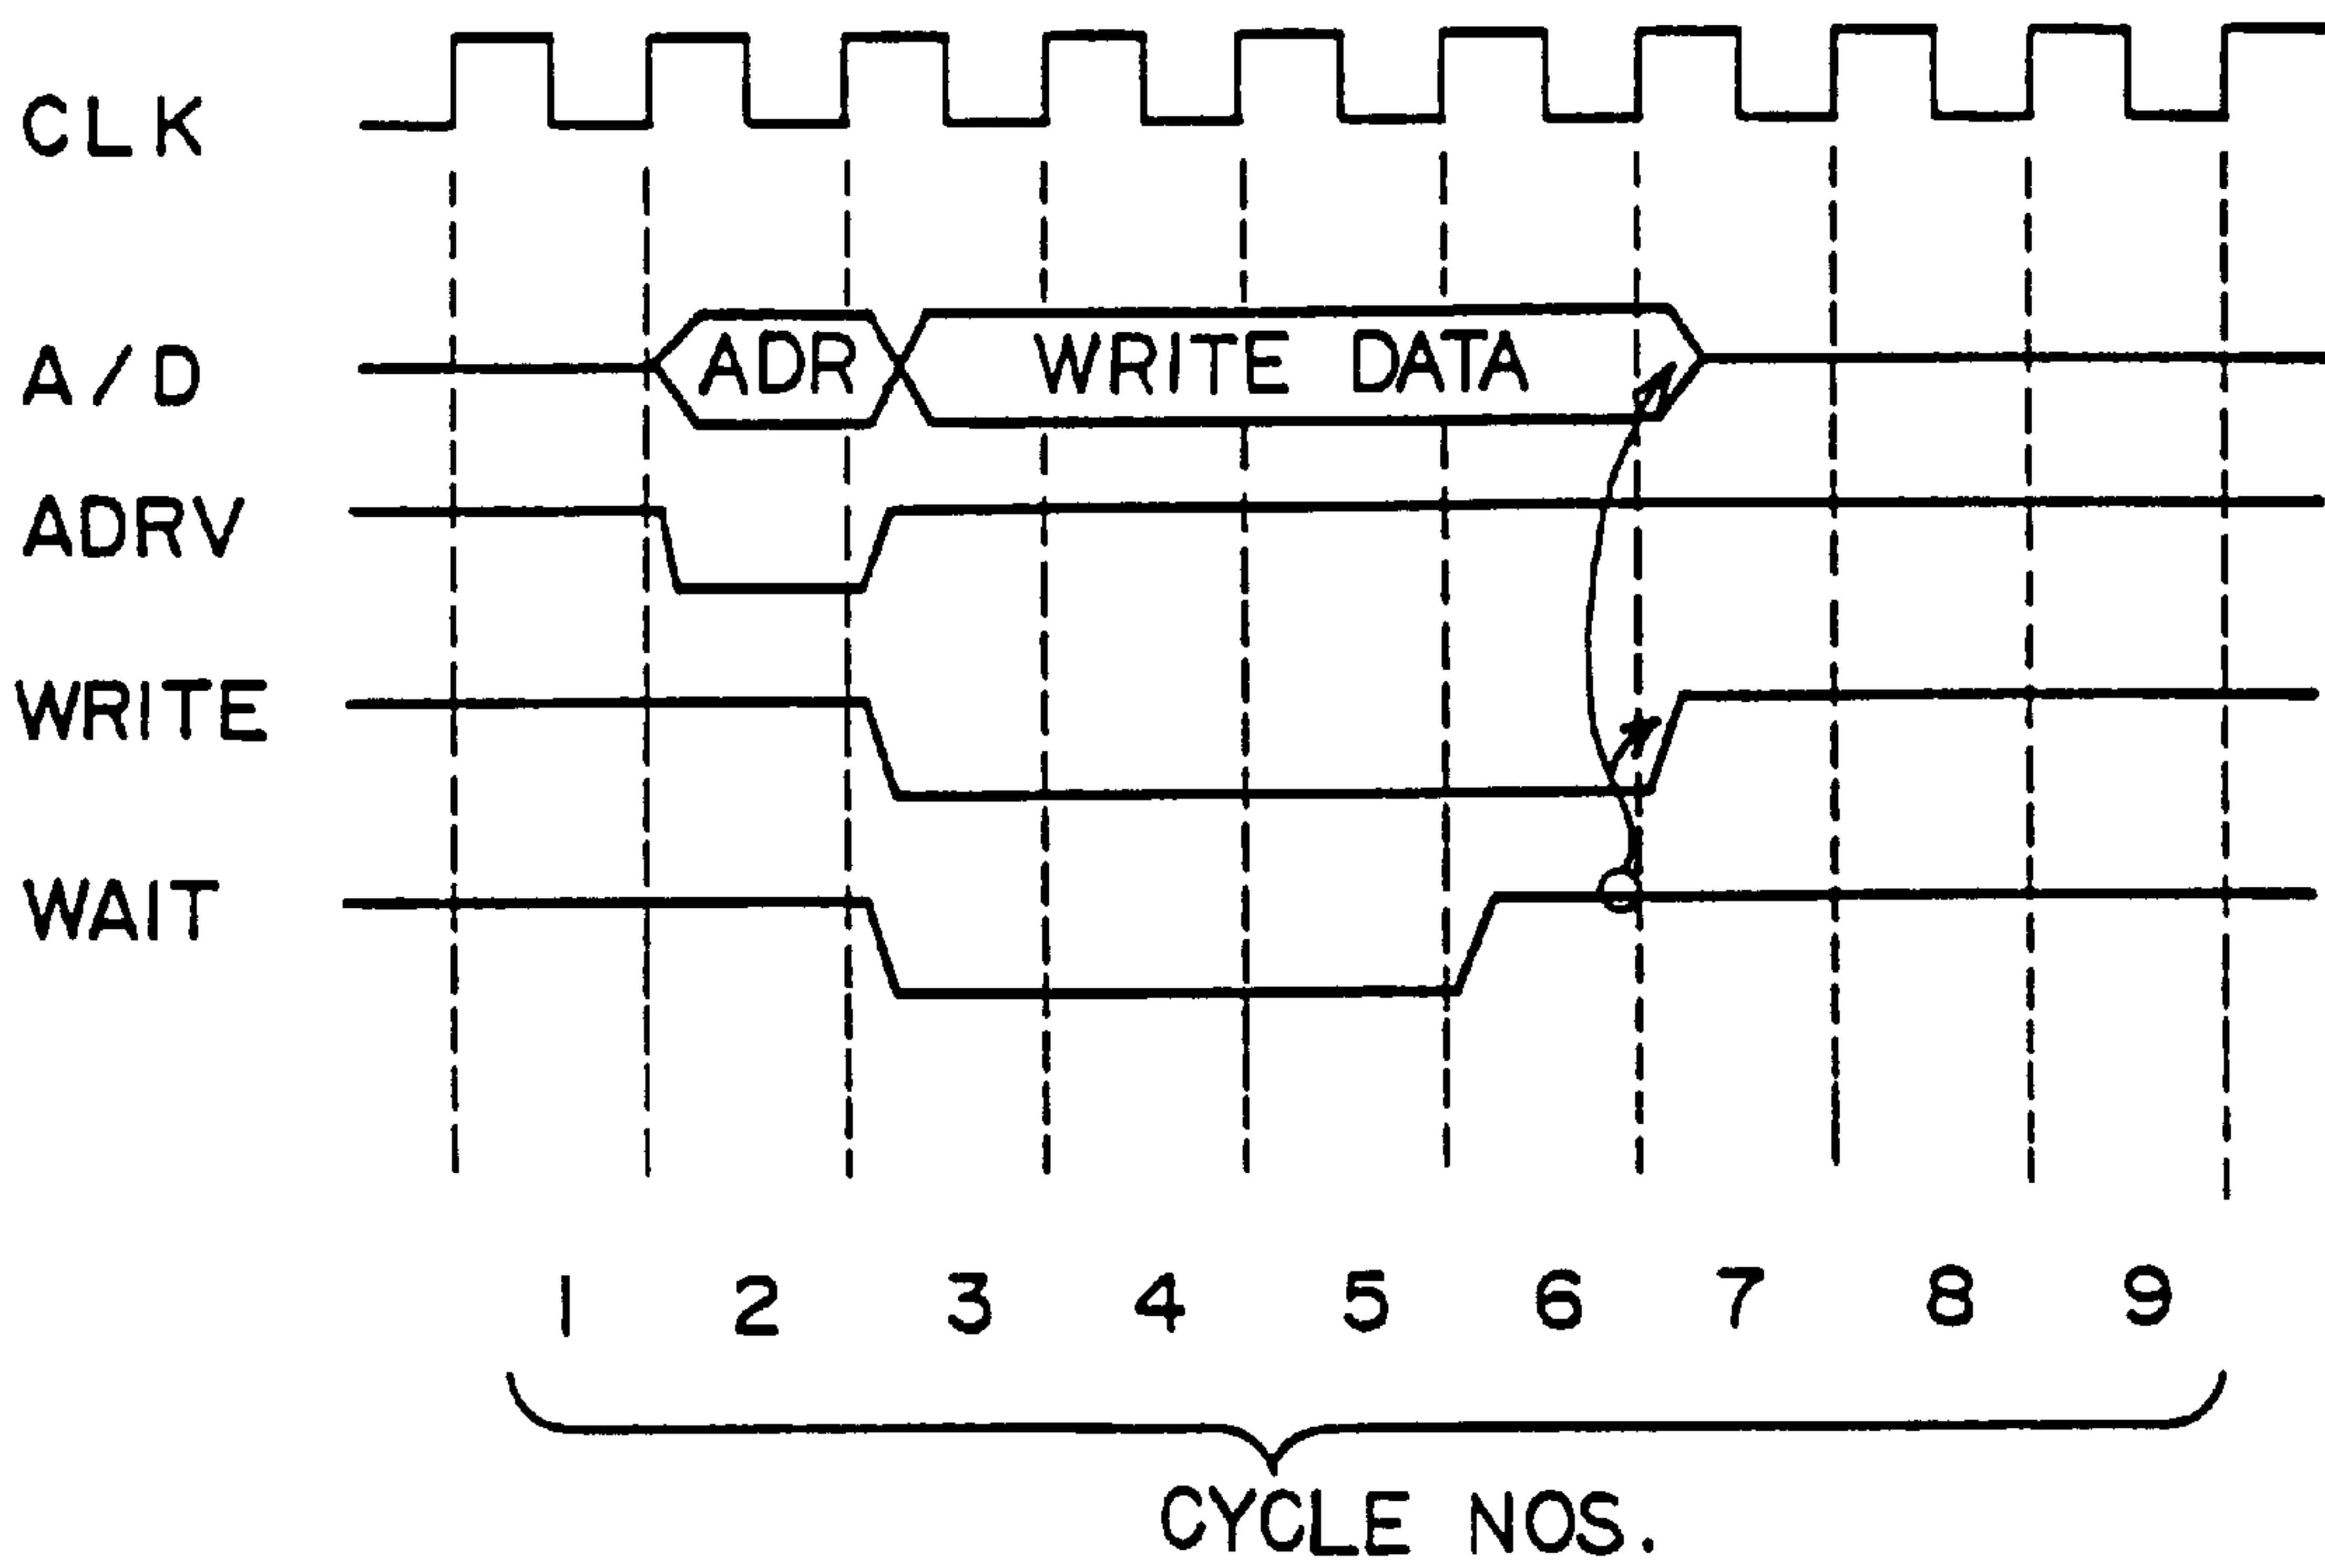 CLK
A/D ADR WRITE DATA
ADRV
WRITE
WAIT
1 2 3 4 5 6 7 8 9
CYCLE NOS.